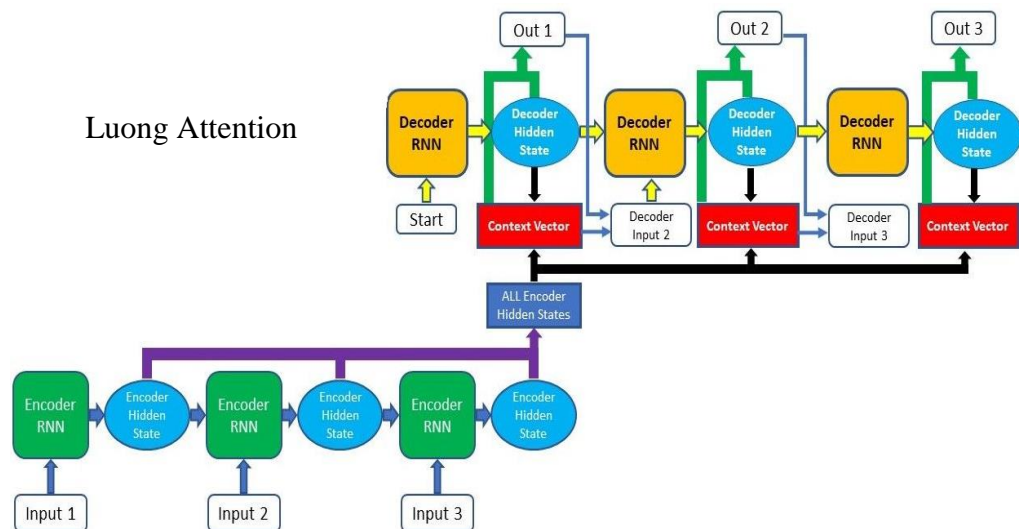 Out 1
Out 2
Out 3
Luong Attention
Decoder
RNN
Decoder
Hidden
State
Decoder
RNN
Decoder
Hidden
State
Decoder
RNN
Decoder
Hidden
State
Start
Context Vector
Decoder
Input 2
Context Vector
Decoder
Input 3
Context Vector
ALL Encoder
Hidden States
Encoder
RNN
Encoder
Hidden
State
Encoder
RNN
Encoder
Hidden
State
Encoder
RNN
Encoder
Hidden
State
Input 1
Input 2
Input 3